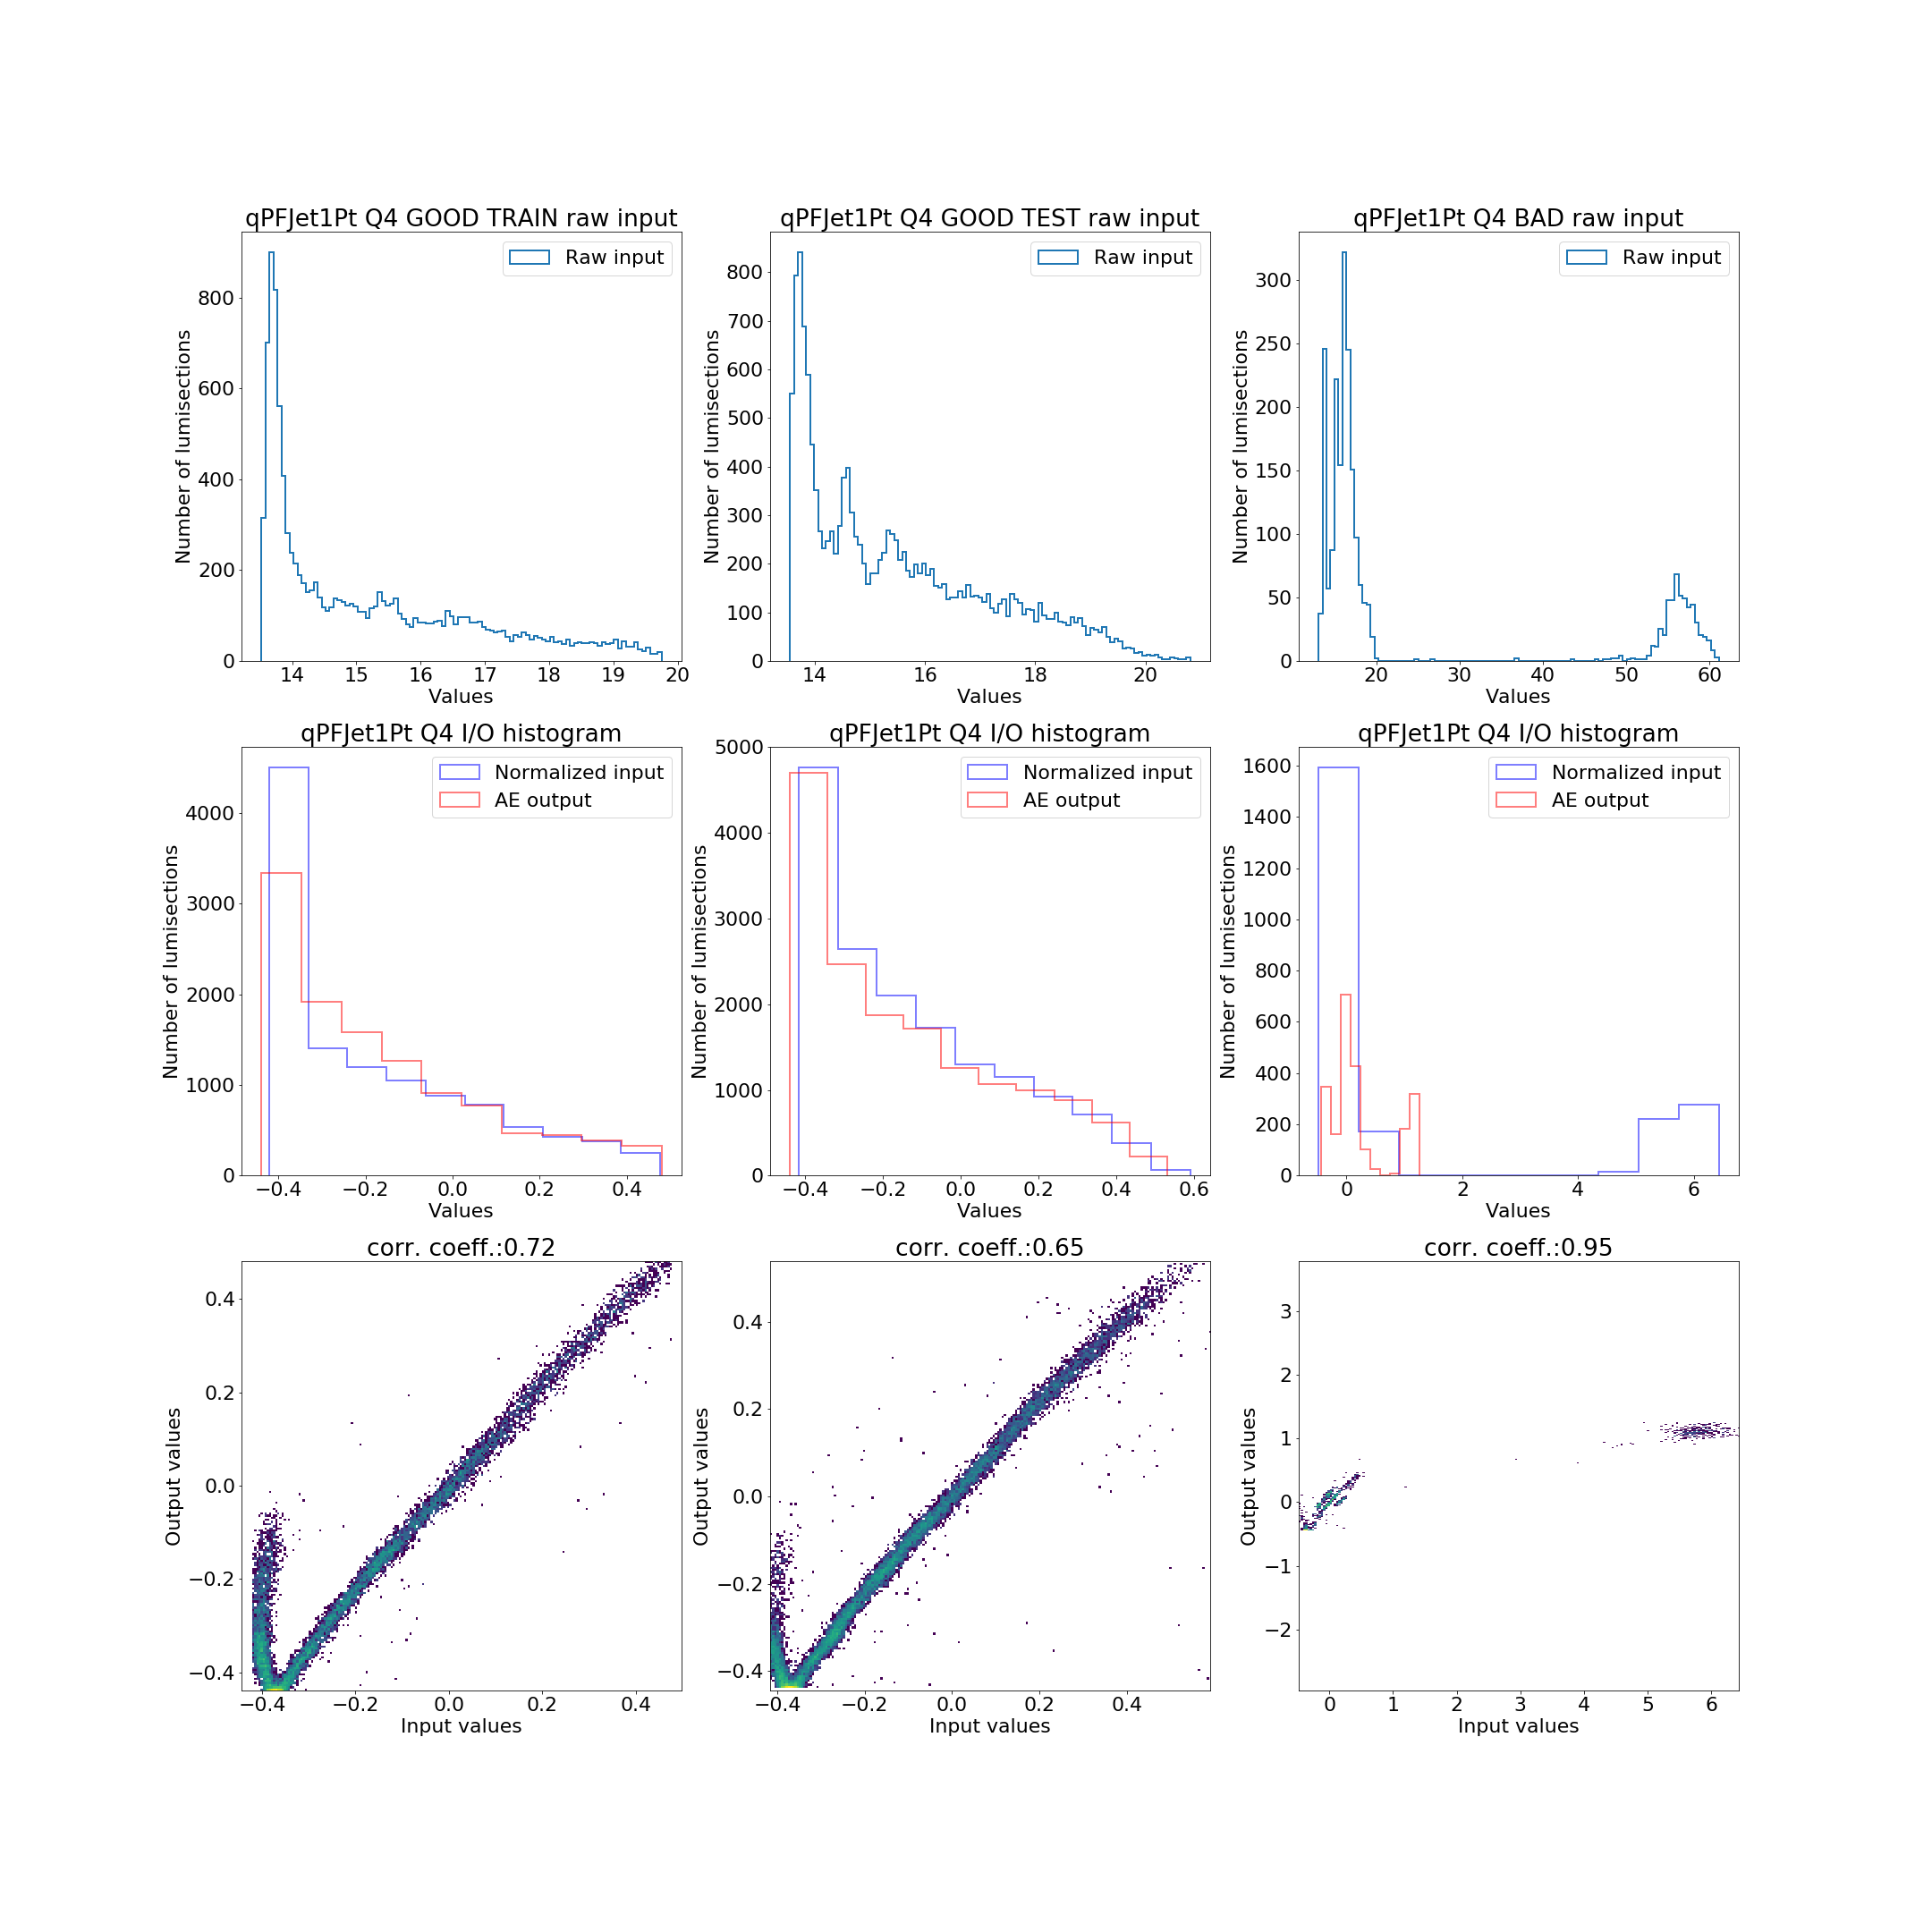 qPFJet1Pt Q4 GOOD TRAIN raw input
Raw input
Number of lumisections
800
600
400
200
0
14 15 16 17 18 19 20
Values
qPFJet1Pt Q4 GOOD TEST raw input
Raw input
Number of lumisections
800
700
600
500
400
300
200
100
0
14 16 18 20
Values
qPFJet1Pt Q4 BAD raw input
Raw input
Number of lumisections
300
250
200
150
100
50
0
20 30 40 50 60
Values
qPFJet1Pt Q4 I/O histogram
Normalized input
AE output
Number of lumisections
4000
3000
2000
1000
0
−0.4 −0.2 0.0 0.2 0.4
Values
qPFJet1Pt Q4 I/O histogram
Normalized input
AE output
Number of lumisections
5000
4000
3000
2000
1000
0
−0.4 −0.2 0.0 0.2 0.4 0.6
Values
qPFJet1Pt Q4 I/O histogram
Normalized input
AE output
Number of lumisections
1600
1400
1200
1000
800
600
400
200
0
0 2 4 6
Values
corr. coeff.:0.72
Output values
0.4
0.2
0.0
−0.2
−0.4
−0.4 −0.2 0.0 0.2 0.4
Input values
corr. coeff.:0.65
Output values
0.4
0.2
0.0
−0.2
−0.4
−0.4 −0.2 0.0 0.2 0.4
Input values
corr. coeff.:0.95
Output values
3
2
1
0
−1
−2
0 1 2 3 4 5 6
Input values